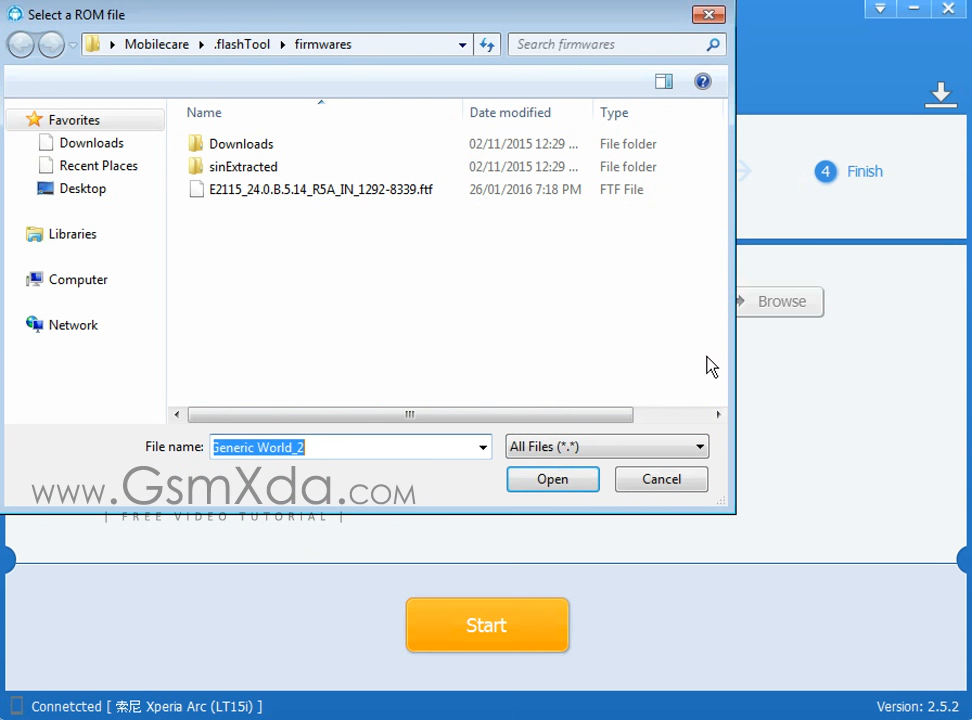 Select a ROM file
Mobilecare .flashTool firmwares
Search firmwares
Name Date modified Type
Favorites
Downloads
Recent Places
Desktop
Libraries
Computer
Network
Downloads 02/11/2015 12:29 ... File folder
sinExtracted 02/11/2015 12:29 ... File folder
E2115_24.0.B.5.14_R5A_IN_1292-8339.ftf 26/01/2016 7:18 PM FTF File
4 Finish
Browse
File name: Generic World_2 All Files (*.*)
Open Cancel
www.GsmXda.com
| FREE VIDEO TUTORIAL |
Start
Connetcted [ 索尼 Xperia Arc (LT15i) ] Version: 2.5.2